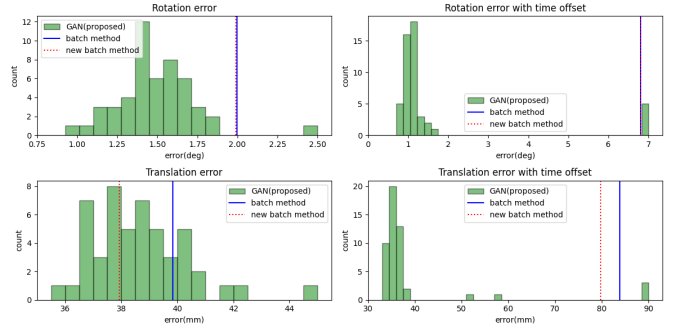 Rotation error
12
10
8
6
4
2
0
count
GAN(proposed)
batch method
new batch method
0.75 1.00 1.25 1.50 1.75 2.00 2.25 2.50
error(deg)
Rotation error with time offset
15
10
5
0
count
GAN(proposed)
batch method
new batch method
0 1 2 3 4 5 6 7
error(deg)
Translation error
8
6
4
2
0
count
GAN(proposed)
batch method
new batch method
36 38 40 42 44
error(mm)
Translation error with time offset
20
15
10
5
0
count
GAN(proposed)
batch method
new batch method
30 40 50 60 70 80 90
error(mm)